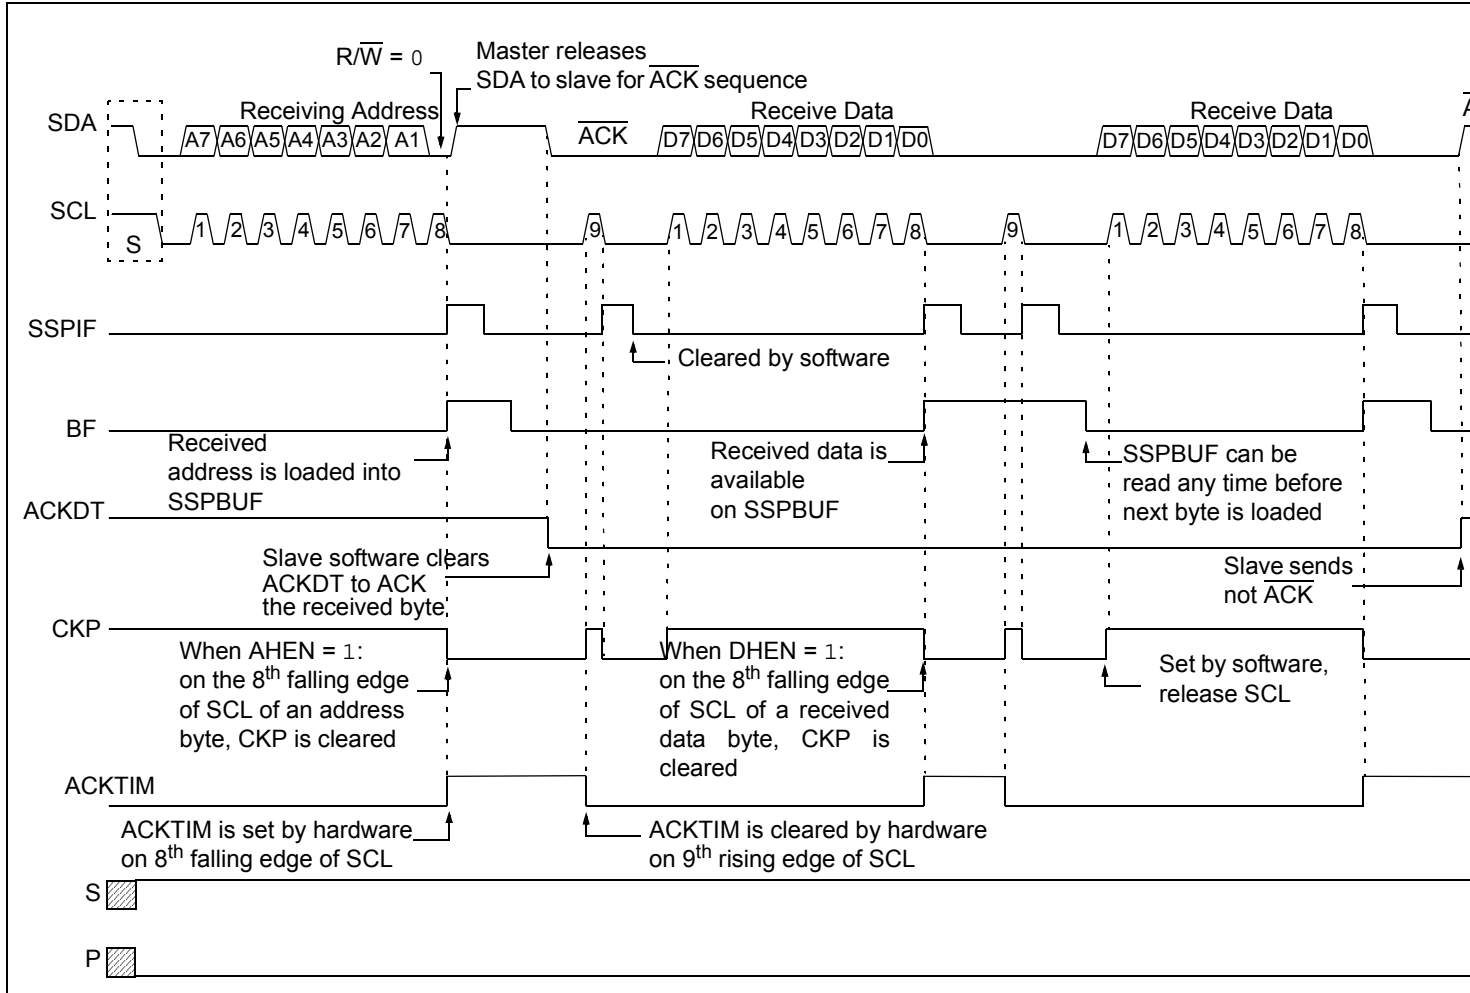 R/W = 0
Master releases
SDA to slave for ACK sequence
SDA
Receiving Address
A7 A6 A5 A4 A3 A2 A1
ACK
Receive Data
D7 D6 D5 D4 D3 D2 D1 D0
Receive Data
D7 D6 D5 D4 D3 D2 D1 D0
A
SCL
S
1 2 3 4 5 6 7 8
9
1 2 3 4 5 6 7 8
9
1 2 3 4 5 6 7 8
SSPIF
Cleared by software
BF
Received
address is loaded into
SSPBUF
Received data is
available
on SSPBUF
SSPBUF can be
read any time before
next byte is loaded
ACKDT
Slave software clears
ACKDT to ACK
the received byte
Slave sends
not ACK
CKP
When AHEN = 1:
on the 8th falling edge
of SCL of an address
byte, CKP is cleared
When DHEN = 1:
on the 8th falling edge
of SCL of a received
data byte, CKP is
cleared
Set by software,
release SCL
ACKTIM
ACKTIM is set by hardware
on 8th falling edge of SCL
ACKTIM is cleared by hardware
on 9th rising edge of SCL
S
P